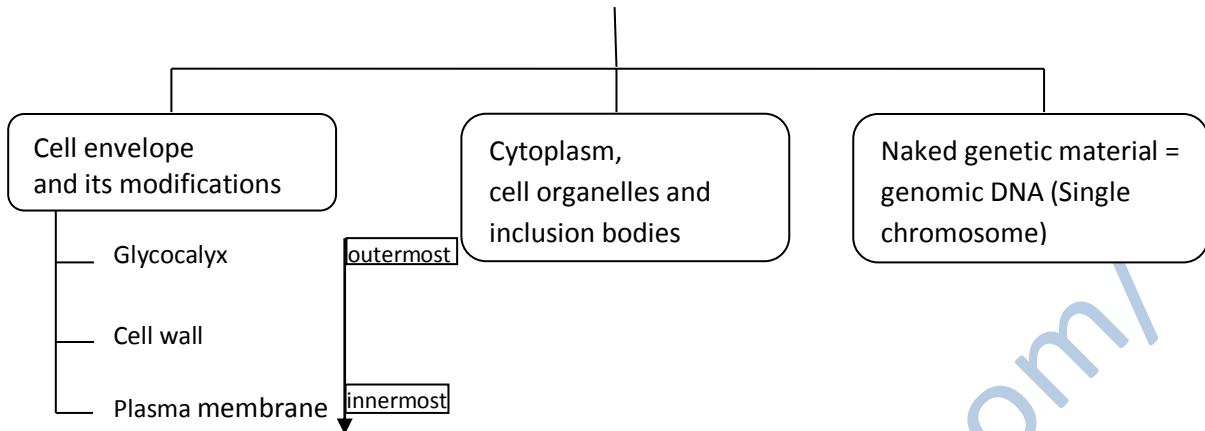 Cell envelope
and its modifications
Cytoplasm,
cell organelles and
inclusion bodies
Naked genetic material =
genomic DNA (Single
chromosome)
Glycocalyx
outermost
Cell wall
Plasma membrane
innermost
om/